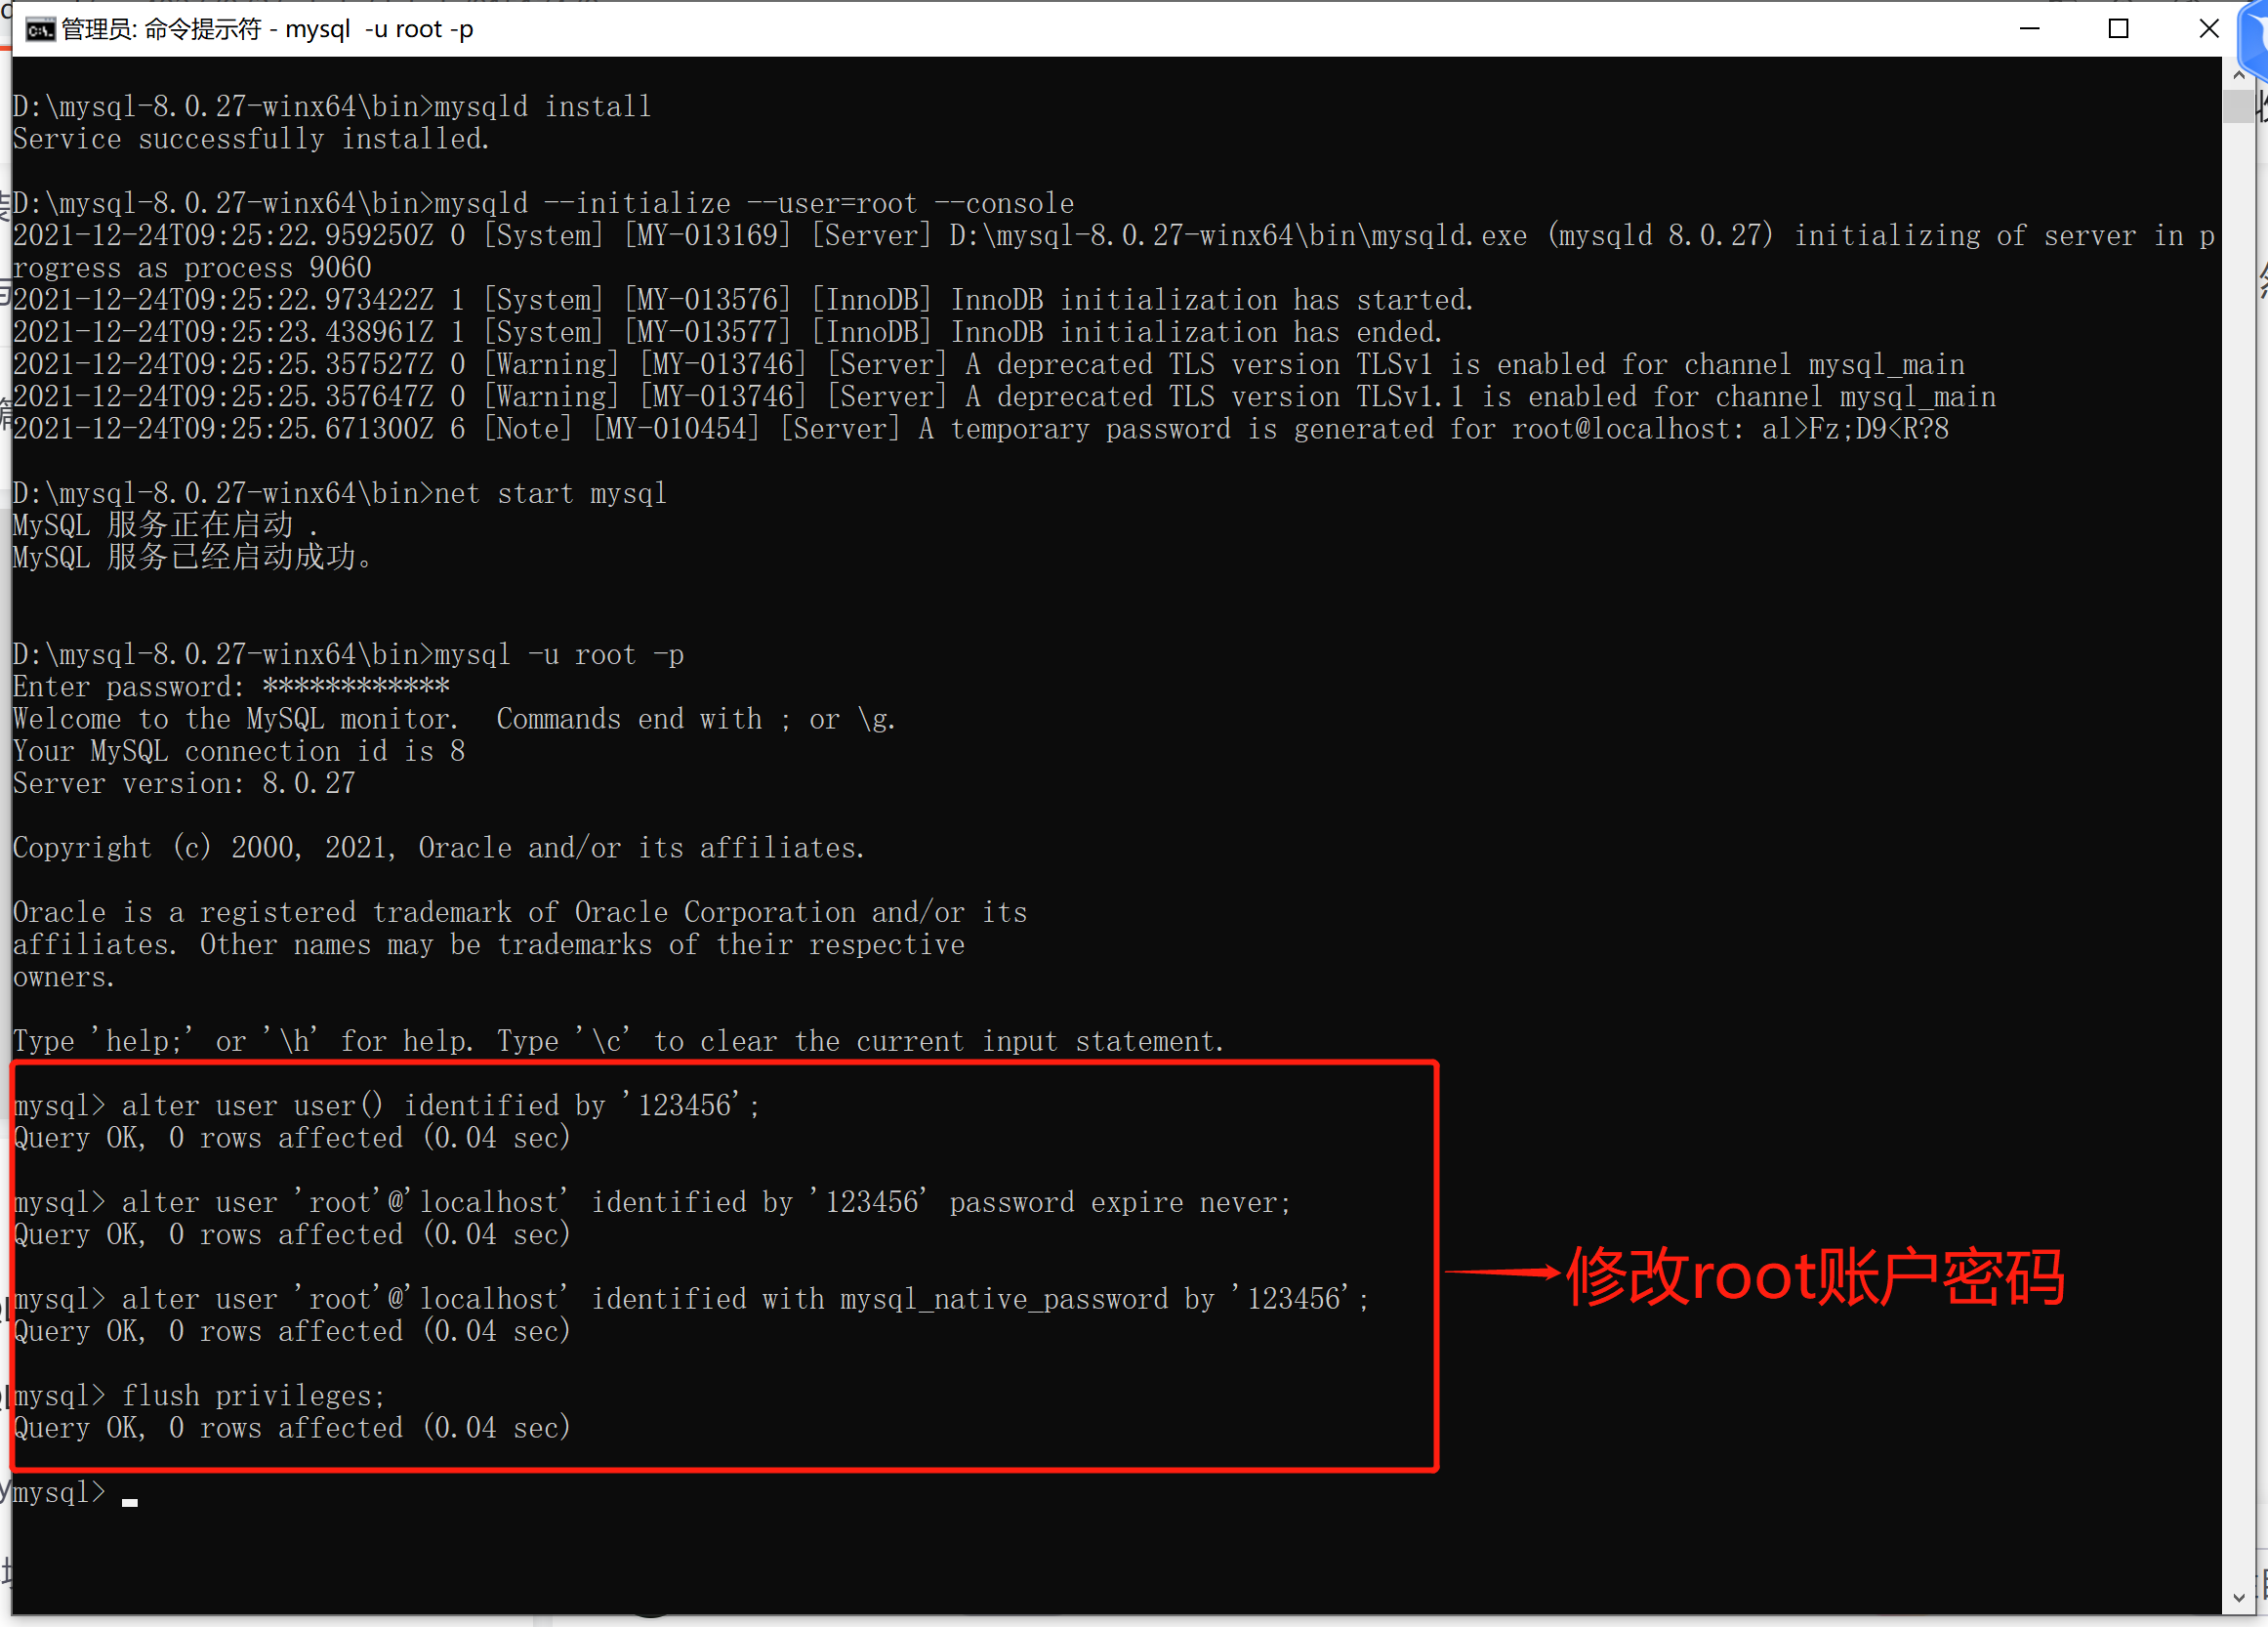 管理员: 命令提示符 - mysql  -u root -p
D:\mysql-8.0.27-winx64\bin>mysqld install
Service successfully installed.
D:\mysql-8.0.27-winx64\bin>mysqld --initialize --user=root --console
2021-12-24T09:25:22.959250Z 0 [System] [MY-013169] [Server] D:\mysql-8.0.27-winx64\bin\mysqld.exe (mysqld 8.0.27) initializing of server in p
rogress as process 9060
2021-12-24T09:25:22.973422Z 1 [System] [MY-013576] [InnoDB] InnoDB initialization has started.
2021-12-24T09:25:23.438961Z 1 [System] [MY-013577] [InnoDB] InnoDB initialization has ended.
2021-12-24T09:25:25.357527Z 0 [Warning] [MY-013746] [Server] A deprecated TLS version TLSv1 is enabled for channel mysql_main
2021-12-24T09:25:25.357647Z 0 [Warning] [MY-013746] [Server] A deprecated TLS version TLSv1.1 is enabled for channel mysql_main
2021-12-24T09:25:25.671300Z 6 [Note] [MY-010454] [Server] A temporary password is generated for root@localhost: al>Fz;D9<R?8
D:\mysql-8.0.27-winx64\bin>net start mysql
MySQL 服务正在启动 .
MySQL 服务已经启动成功。
D:\mysql-8.0.27-winx64\bin>mysql -u root -p
Enter password: ************
Welcome to the MySQL monitor.  Commands end with ; or \g.
Your MySQL connection id is 8
Server version: 8.0.27
Copyright (c) 2000, 2021, Oracle and/or its affiliates.
Oracle is a registered trademark of Oracle Corporation and/or its
affiliates. Other names may be trademarks of their respective
owners.
Type 'help;' or '\h' for help. Type '\c' to clear the current input statement.
mysql> alter user user() identified by '123456';
Query OK, 0 rows affected (0.04 sec)
mysql> alter user 'root'@'localhost' identified by '123456' password expire never;
Query OK, 0 rows affected (0.04 sec)
mysql> alter user 'root'@'localhost' identified with mysql_native_password by '123456';
Query OK, 0 rows affected (0.04 sec)
修改root账户密码
mysql> flush privileges;
Query OK, 0 rows affected (0.04 sec)
mysql>